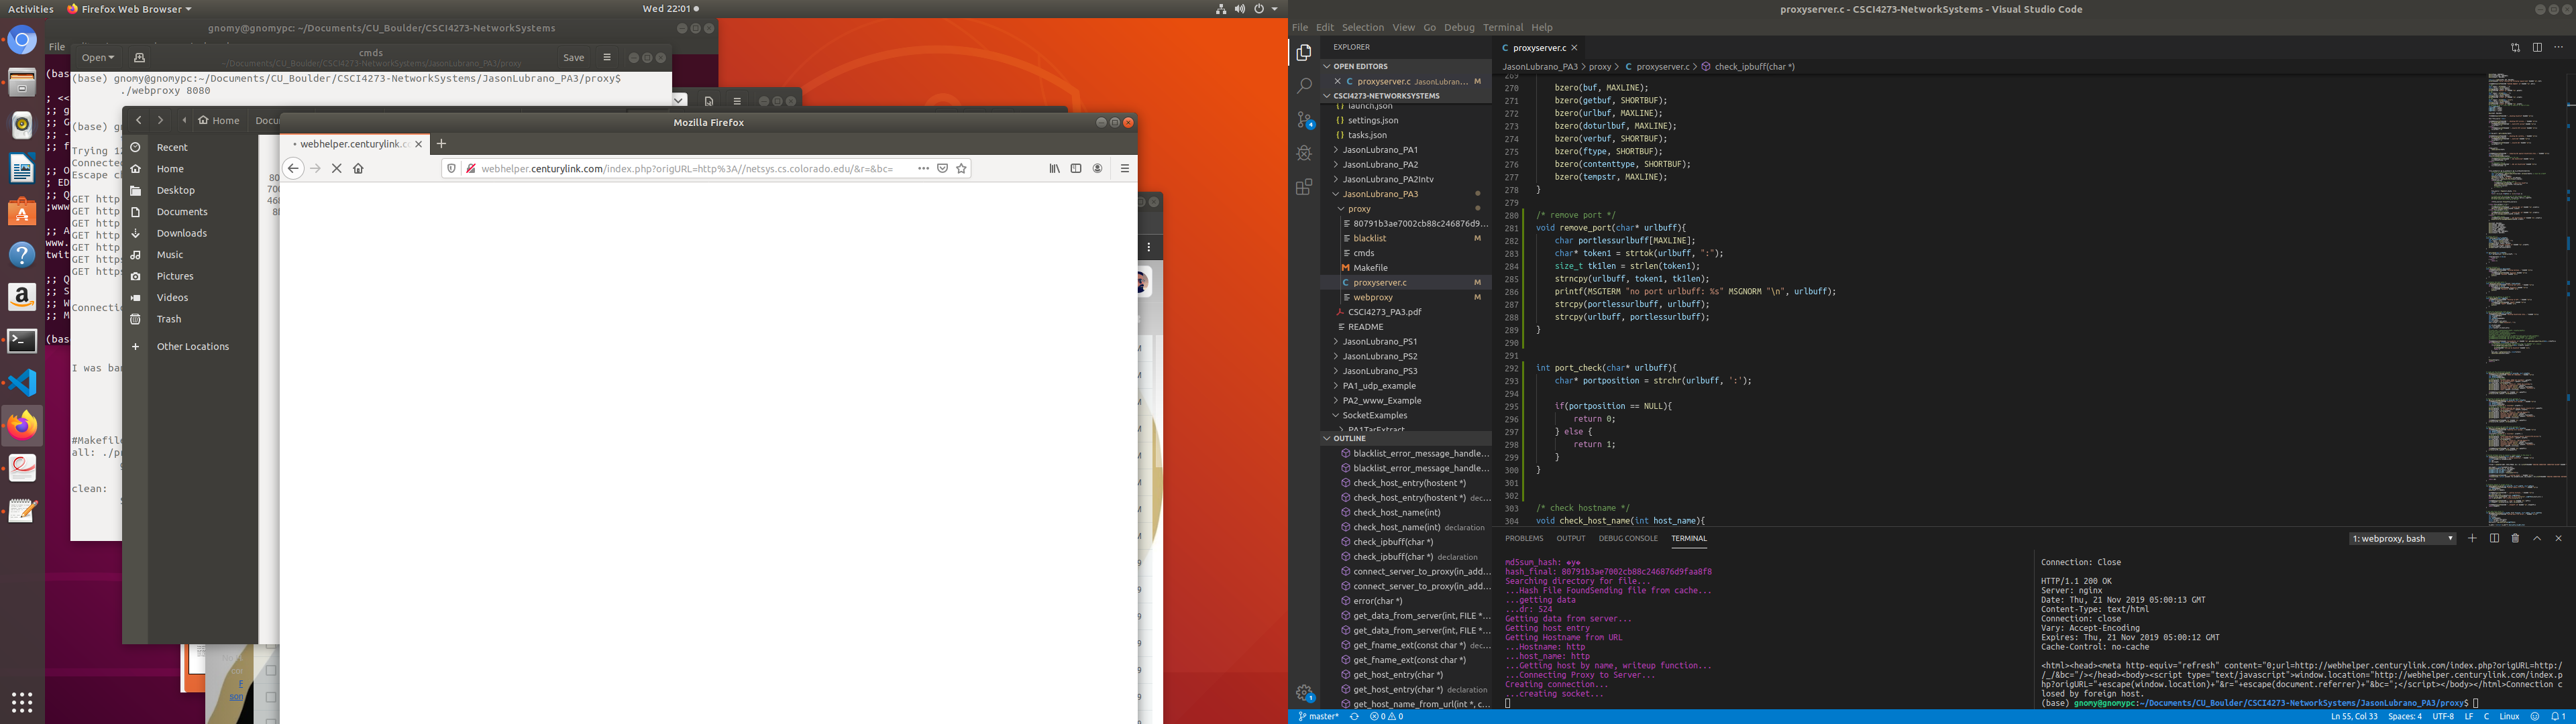 Activities
Firefox Web Browser
Wed 22:01
gnomy@gnomypc: ~/Documents/CU_Boulder/CSCI4273-NetworkSystems
File
Open
cmds
~/Documents/CU_Boulder/CSCI4273-NetworkSystems/JasonLubrano_PA3/proxy
Save
(base) gnomy@gnomypc:~/Documents/CU_Boulder/CSCI4273-NetworkSystems/JasonLubrano_PA3/proxy$
./webproxy 8080
(base) gn
Trying 12
Connected
Escape ch
GET http
GET http
GET http
GET http
GET http
GET https
GET https
Connectio
I was ban
#Makefile
all: ./pr
clean:
Home
Docum
Recent
Home
Desktop
Documents
Downloads
Music
Pictures
Videos
Trash
Other Locations
Mozilla Firefox
webhelper.centurylink.co
webhelper.centurylink.com/index.php?origURL=http%3A//netsys.cs.colorado.edu/&r=&bc=
proxyserver.c - CSCI4273-NetworkSystems - Visual Studio Code
File Edit Selection View Go Debug Terminal Help
EXPLORER
OPEN EDITORS
proxyserver.c JasonLubran... M
CSCI4273-NETWORKSYSTEMS
launch.json
settings.json
tasks.json
JasonLubrano_PA1
JasonLubrano_PA2
JasonLubrano_PA2Intv
JasonLubrano_PA3
proxy
80791b3ae7002cb88c246876d9...
blacklist M
cmds
Makefile
proxyserver.c M
webproxy M
CSCI4273_PA3.pdf
README
JasonLubrano_PS1
JasonLubrano_PS2
JasonLubrano_PS3
PA1_udp_example
PA2_www_Example
SocketExamples
PA1TarExtract
OUTLINE
blacklist_error_message_handle...
blacklist_error_message_handle...
check_host_entry(hostent *)
check_host_entry(hostent *) decl...
check_host_name(int)
check_host_name(int) declaration
check_ipbuff(char *)
check_ipbuff(char *) declaration
connect_server_to_proxy(in_add...
connect_server_to_proxy(in_add...
error(char *)
get_data_from_server(int, FILE *...
get_data_from_server(int, FILE *...
get_fname_ext(const char *) dec...
get_fname_ext(const char *)
get_host_entry(char *)
get_host_entry(char *) declaration
get_host_name_from_url(int *, c...
proxyserver.c
JasonLubrano_PA3 > proxy > proxyserver.c > check_ipbuff(char *)
269
270 bzero(buf, MAXLINE);
271 bzero(getbuf, SHORTBUF);
272 bzero(urlbuf, MAXLINE);
273 bzero(doturlbuf, MAXLINE);
274 bzero(verbuf, SHORTBUF);
275 bzero(ftype, SHORTBUF);
276 bzero(contenttype, SHORTBUF);
277 bzero(tempstr, MAXLINE);
278 }
279
280 /* remove port */
281 void remove_port(char* urlbuff){
282 char portlessurlbuff[MAXLINE];
283 char* token1 = strtok(urlbuff, ":");
284 size_t tk1len = strlen(token1);
285 strncpy(urlbuff, token1, tk1len);
286 printf(MSGTERM "no port urlbuff: %s" MSGNORM "\n", urlbuff);
287 strcpy(portlessurlbuff, urlbuff);
288 strcpy(urlbuff, portlessurlbuff);
289 }
290
291
292 int port_check(char* urlbuff){
293 char* portposition = strchr(urlbuff, ':');
294
295 if(portposition == NULL){
296 return 0;
297 } else {
298 return 1;
299 }
300 }
301
302
303 /* check hostname */
304 void check_host_name(int host_name){
PROBLEMS OUTPUT DEBUG CONSOLE TERMINAL
1: webproxy, bash
hash_final: 80791b3ae7002cb88c246876d9faa8f8
Searching directory for file...
...Hash File FoundSending file from cache...
...getting data
...dr: 524
Getting data from server...
Getting host entry
Getting Hostname from URL
...Hostname: http
...host_name: http
...Getting host by name, writeup function...
...Connecting Proxy to Server...
Creating connection...
...creating socket...
Connection: Close
HTTP/1.1 200 OK
Server: nginx
Date: Thu, 21 Nov 2019 05:00:13 GMT
Content-Type: text/html
Connection: close
Vary: Accept-Encoding
Expires: Thu, 21 Nov 2019 05:00:12 GMT
Cache-Control: no-cache
<html><head><meta http-equiv="refresh" content="0;url=http://webhelper.centurylink.com/index.php?origURL=http:/
/_/&bc="/></head><body><script type="text/javascript">window.location="http://webhelper.centurylink.com/index.p
hp?origURL="+escape(window.location)+"&r="+escape(document.referrer)+"&bc=";</script></body></html>Connection c
losed by foreign host.
(base) gnomy@gnomypc:~/Documents/CU_Boulder/CSCI4273-NetworkSystems/JasonLubrano_PA3/proxy$
master*
0 0
Ln 55, Col 33 Spaces: 4 UTF-8 LF C Linux 1